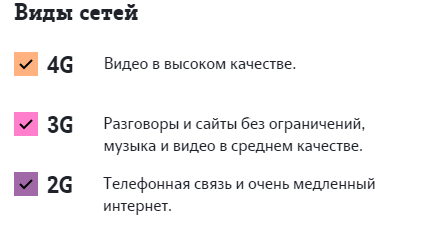 Виды сетей
4G Видео в высоком качестве.
3G Разговоры и сайты без ограничений,
музыка и видео в среднем качестве.
2G Телефонная связь и очень медленный
интернет.